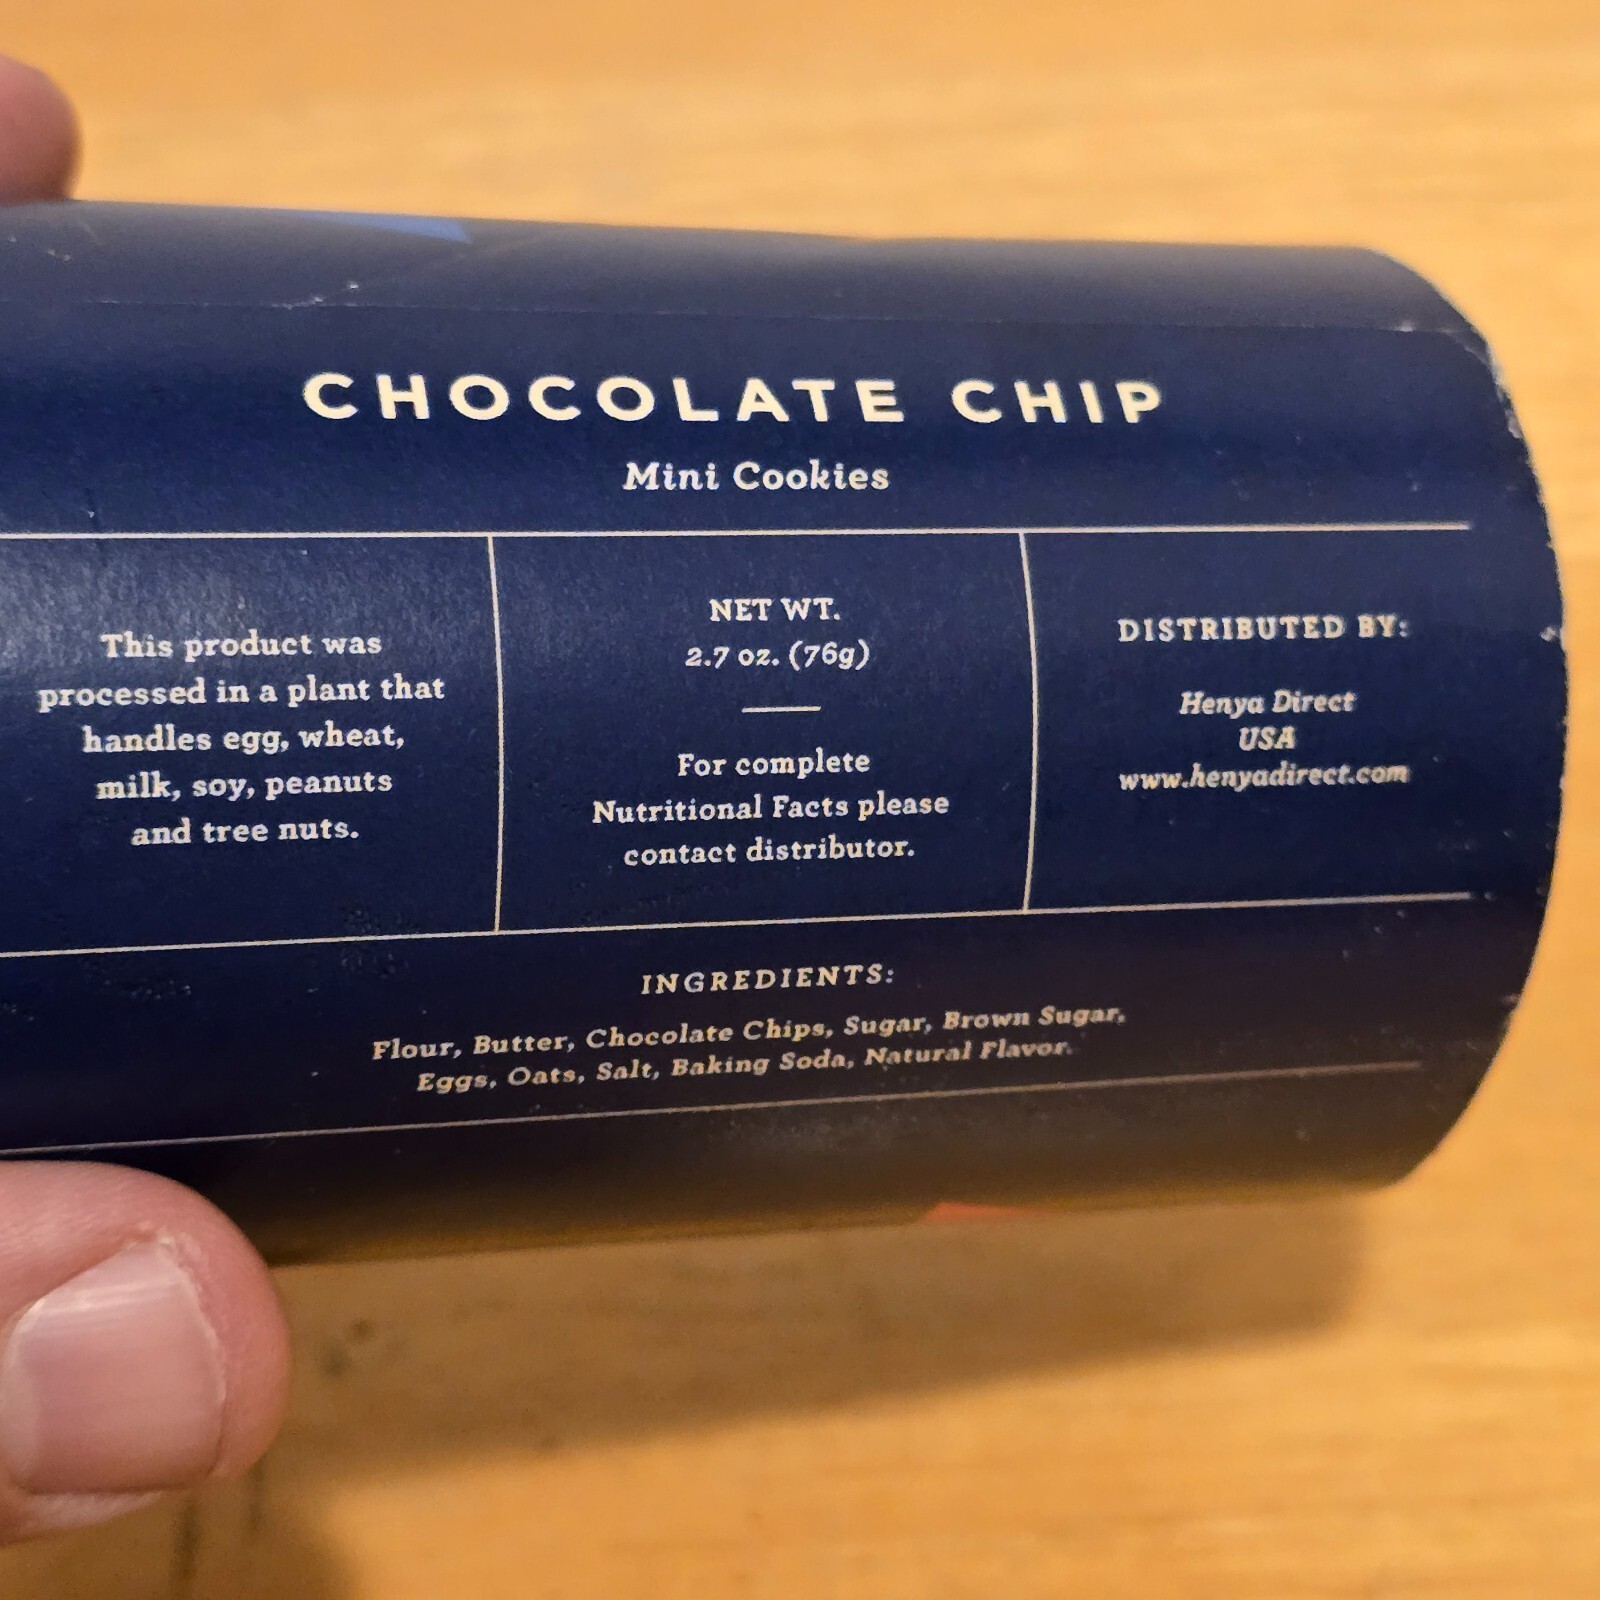 CHOCOLATE CHIP
Mini Cookies
This product was
processed in a plant that
handles egg, wheat,
milk, soy, peanuts
and tree nuts.
NET WT.
2.7 oz. (76g)
For complete
Nutritional Facts please
contact distributor.
DISTRIBUTED BY:
Henya Direct
USA
www.henyadirect.com
INGREDIENTS:
Flour, Butter, Chocolate Chips, Sugar, Brown Sugar,
Eggs, Oats, Salt, Baking Soda, Natural Flavor.